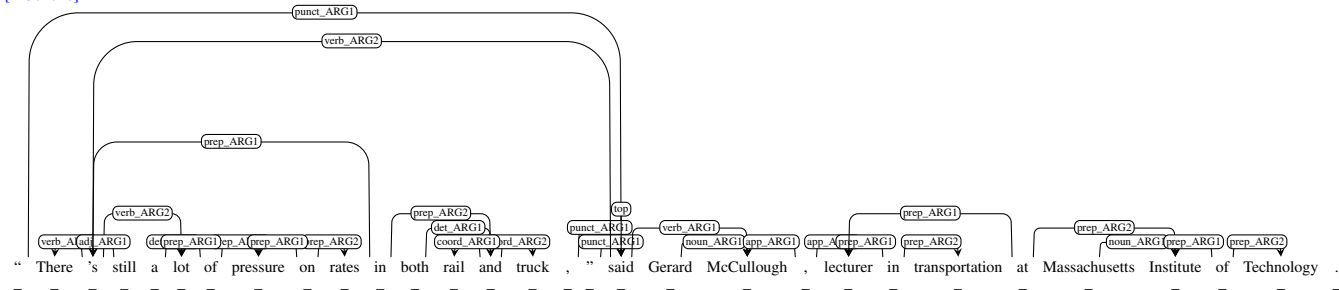 punct_ARG1
verb_ARG2
prep_ARG1
verb_ARG2 prep_ARG2 top prep_ARG1 prep_ARG2
det_ARG1 punct_ARG1 verb_ARG1
adj_ARG1 prep_ARG1 prep_ARG1 coord_ARG1 punct_ARG1 noun_ARG1 app_ARG1 prep_ARG1 prep_ARG2 noun_ARG1 prep_ARG1 prep_ARG2
“ There 's still a lot of pressure on rates in both rail and truck , ” said Gerard McCullough , lecturer in transportation at Massachusetts Institute of Technology .
_ _ _ _ _ _ _ _ _ _ _ _ _ _ _ _ _ _ _ _ _ _ _ _ _ _ _ _ _ _ _